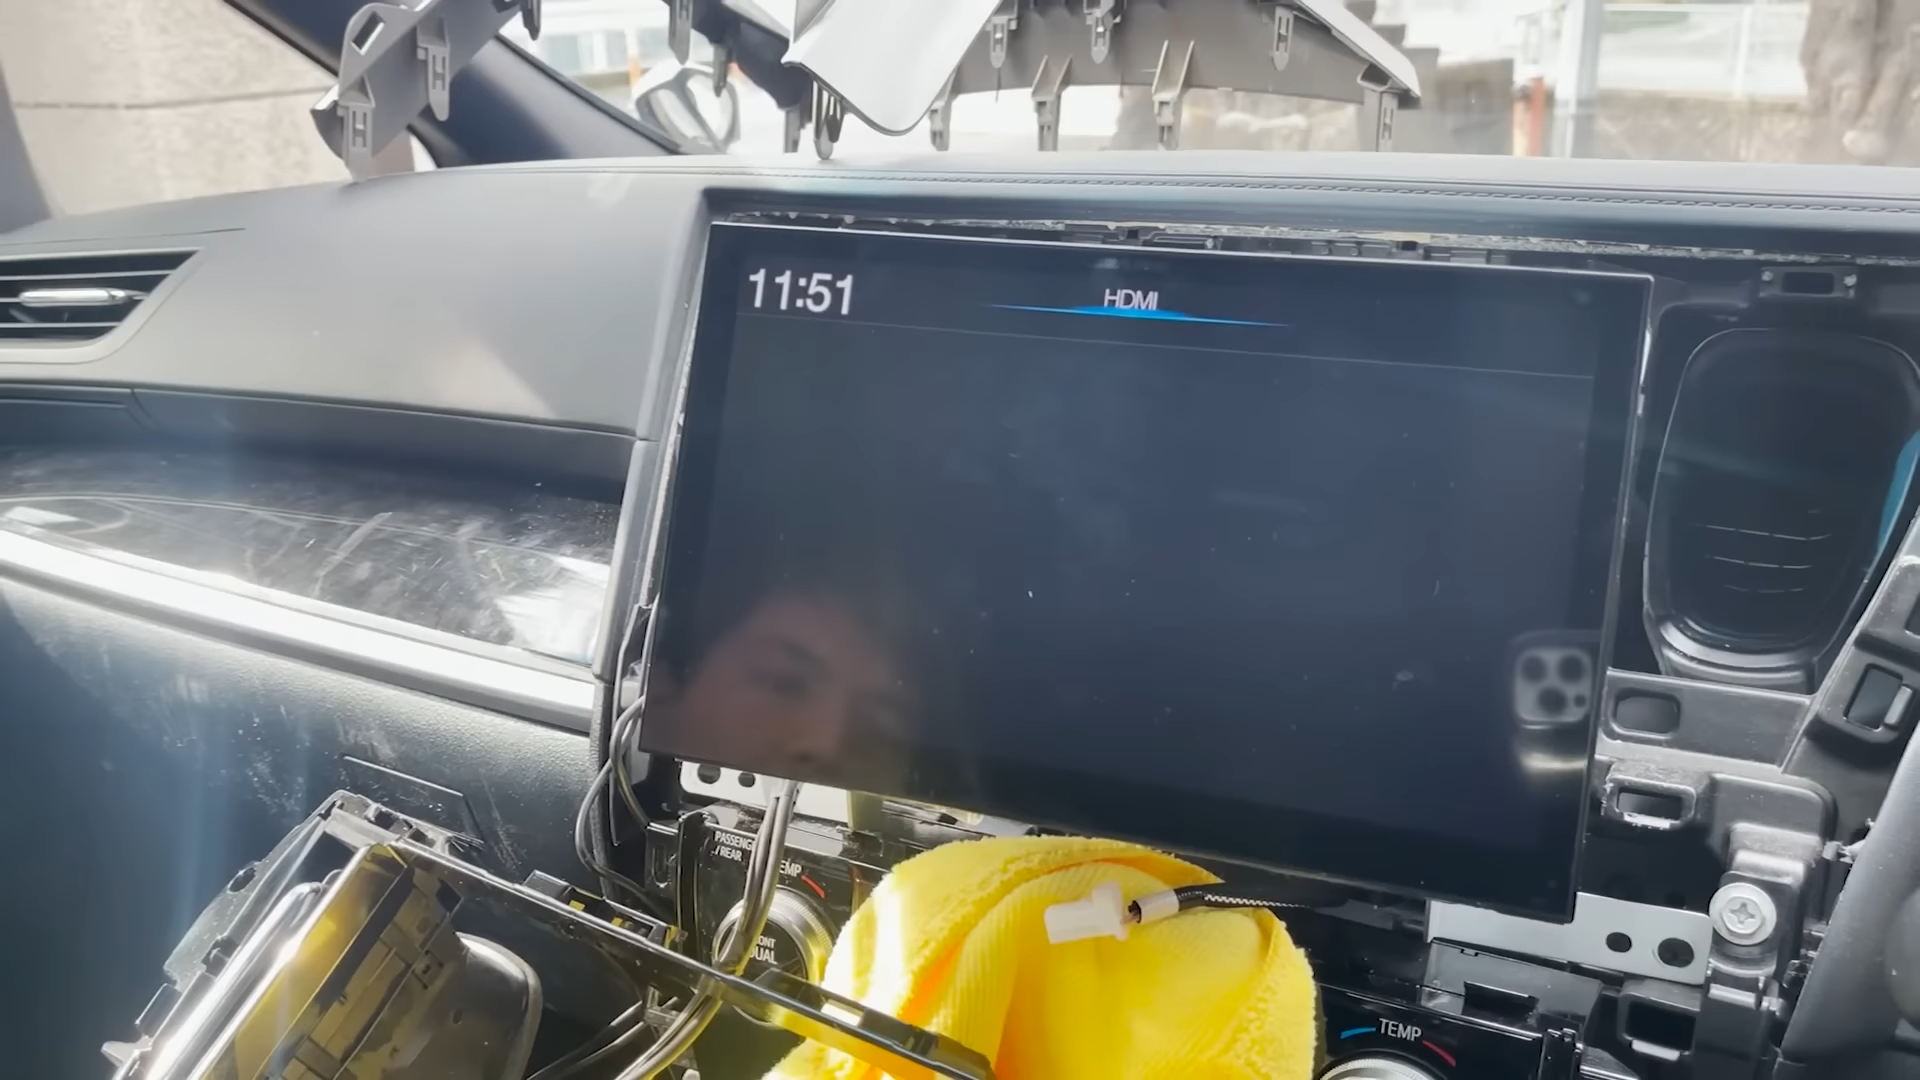 11:51
HDMI
PASSENGER
/REAR
TEMP
DUAL
TEMP